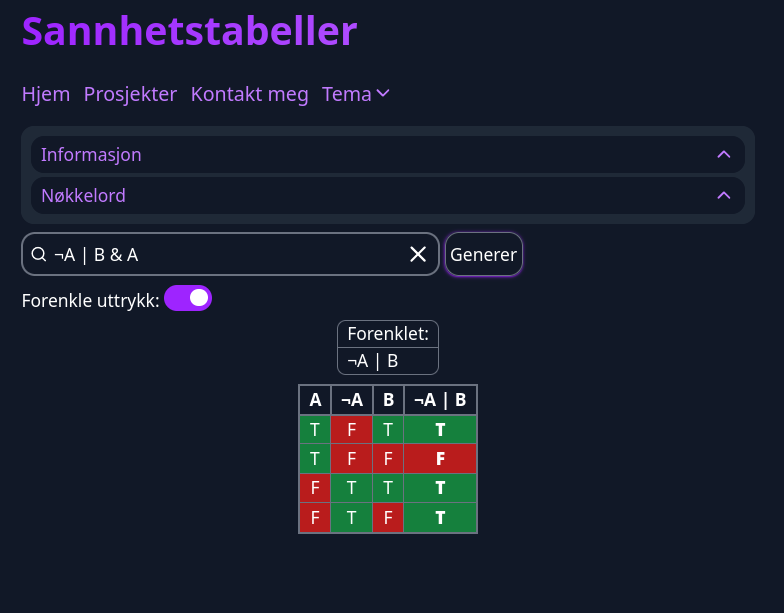 Sannhetstabeller
Hjem Prosjekter Kontakt meg Tema
Informasjon
Nøkkelord
¬A | B & A Generer
Forenkle uttrykk:
Forenklet:
¬A | B
A ¬A B ¬A | B
T F T T
T F F F
F T T T
F T F T